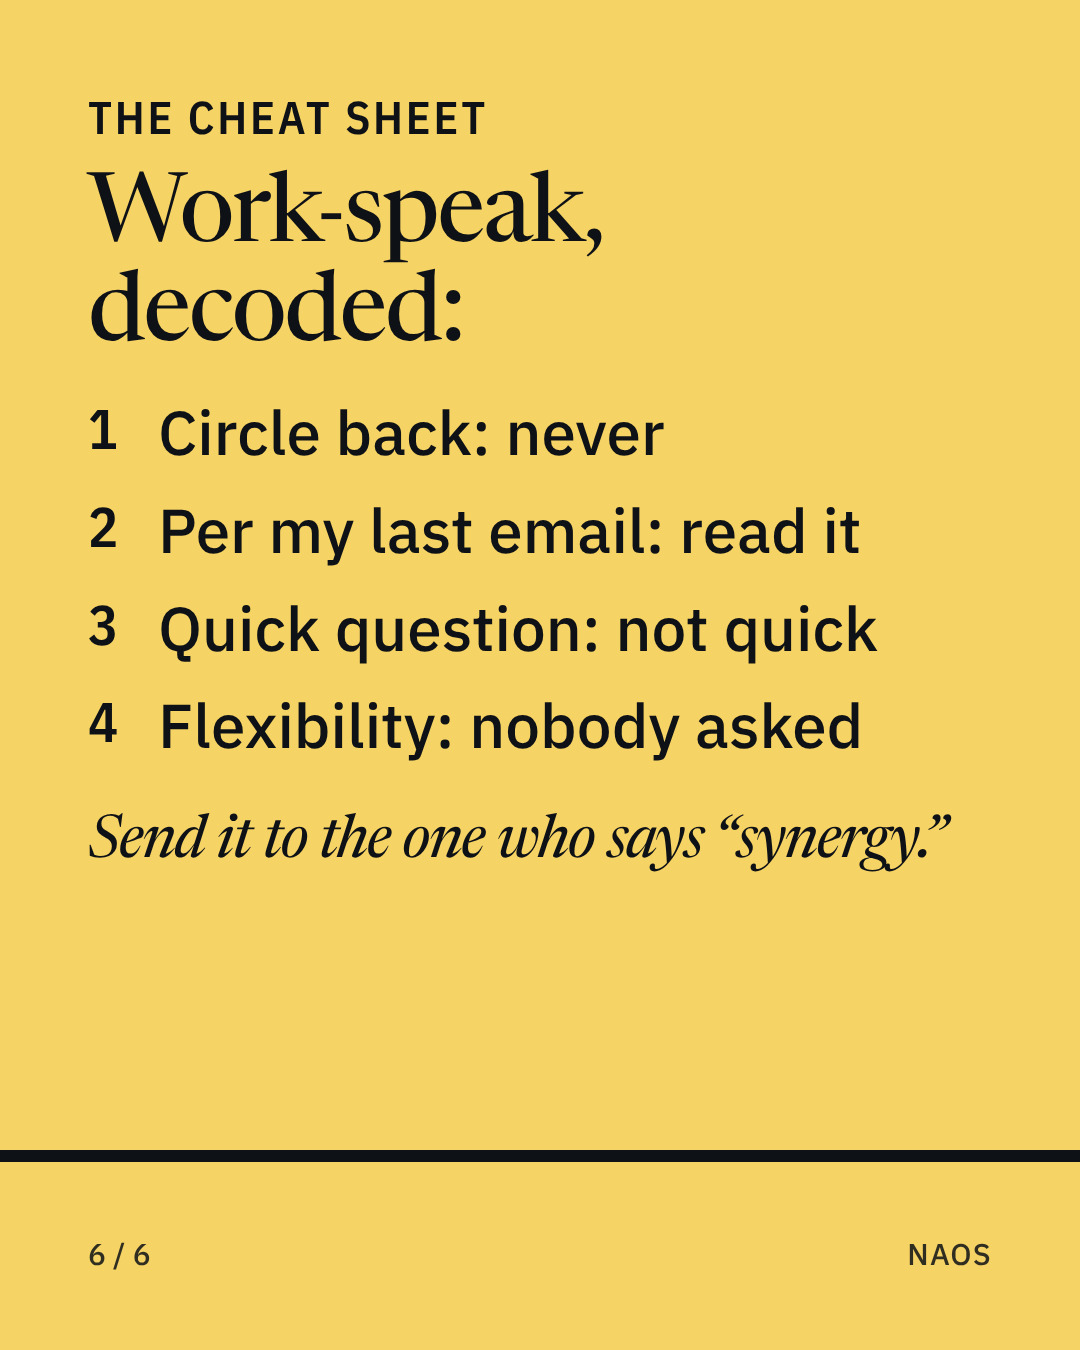 THE CHEAT SHEET
Work-speak,
decoded:
1 Circle back: never
2 Per my last email: read it
3 Quick question: not quick
4 Flexibility: nobody asked
Send it to the one who says “synergy.”
6 / 6
NAOS